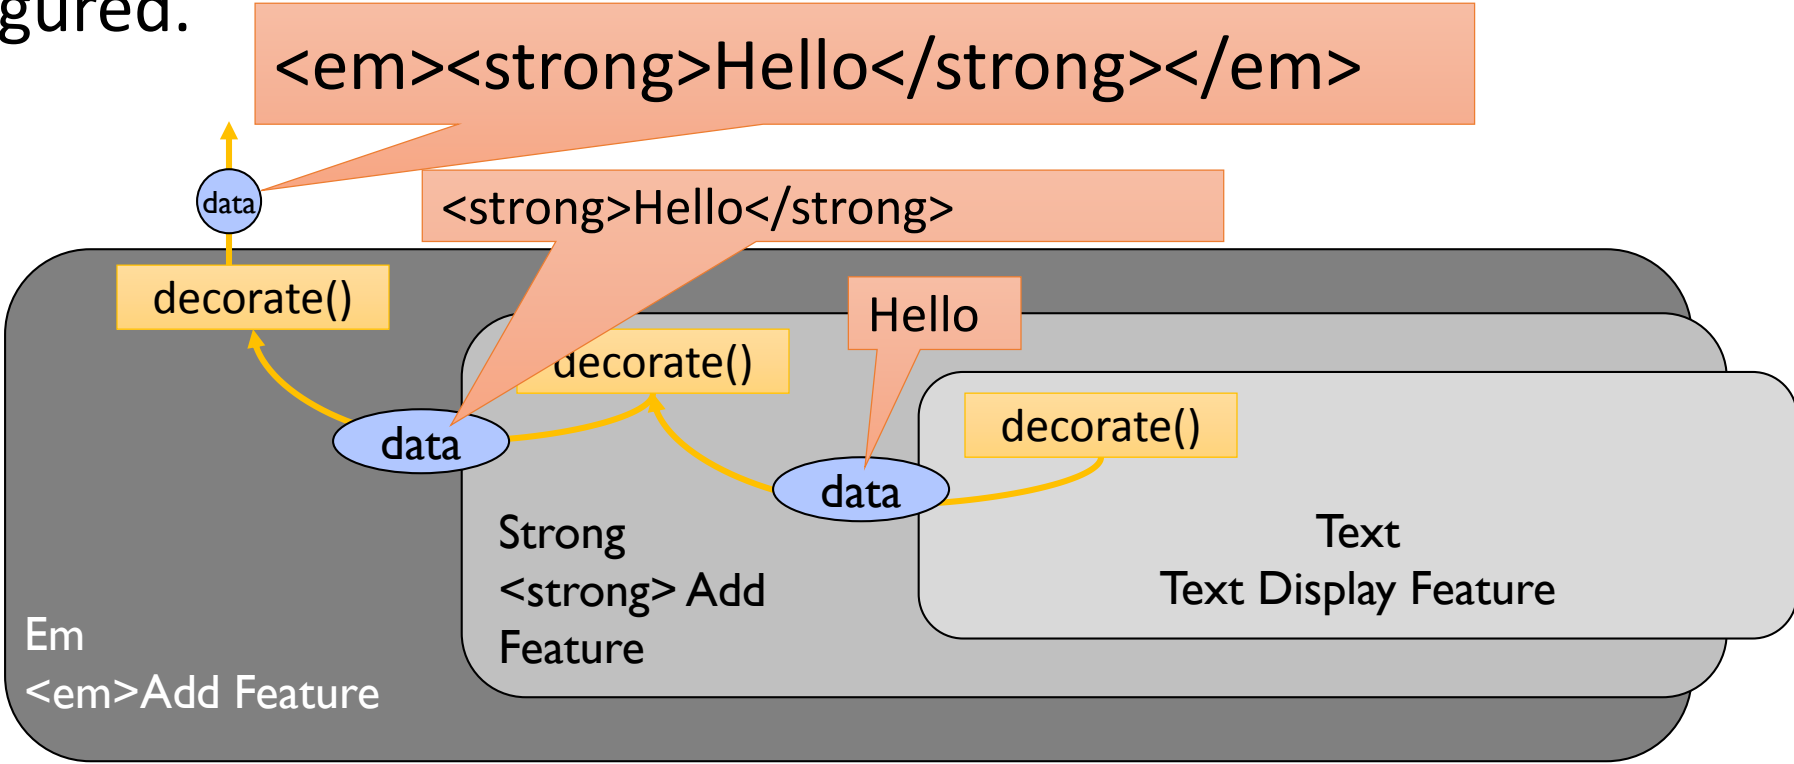 <em><strong>Hello</strong></em>
data
<strong>Hello</strong>
decorate()
Hello
decorate()
decorate()
data
data
Strong
<strong> Add
Feature
Text
Text Display Feature
Em
<em>Add Feature